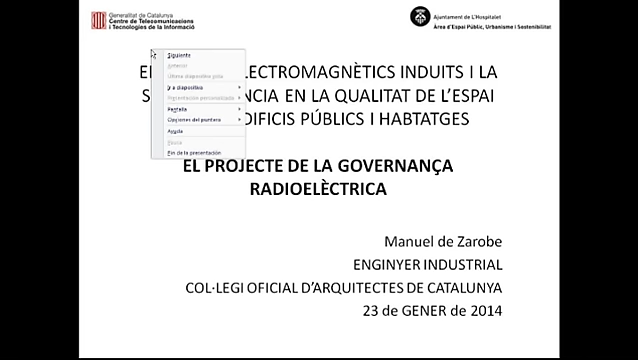 Generalitat de Catalunya
Centre de Telecomunicacions
i Tecnologies de la Informació
Ajuntament de L'Hospitalet
Àrea d'Espai Públic, Urbanisme i Sostenibilitat
Siguiente
Anterior
Última diapositiva vista
Ir a diapositiva
Presentación personalizada
Pantalla
Opciones del puntero
Ayuda
Pausa
Fin de la presentación
E LECTROMAGNÈTICS INDUITS I LA
S NCIA EN LA QUALITAT DE L'ESPAI
DIFICIS PÚBLICS I HABTATGES
EL PROJECTE DE LA GOVERNANÇA
RADIOELÈCTRICA
Manuel de Zarobe
ENGINYER INDUSTRIAL
COL·LEGI OFICIAL D'ARQUITECTES DE CATALUNYA
23 de GENER de 2014